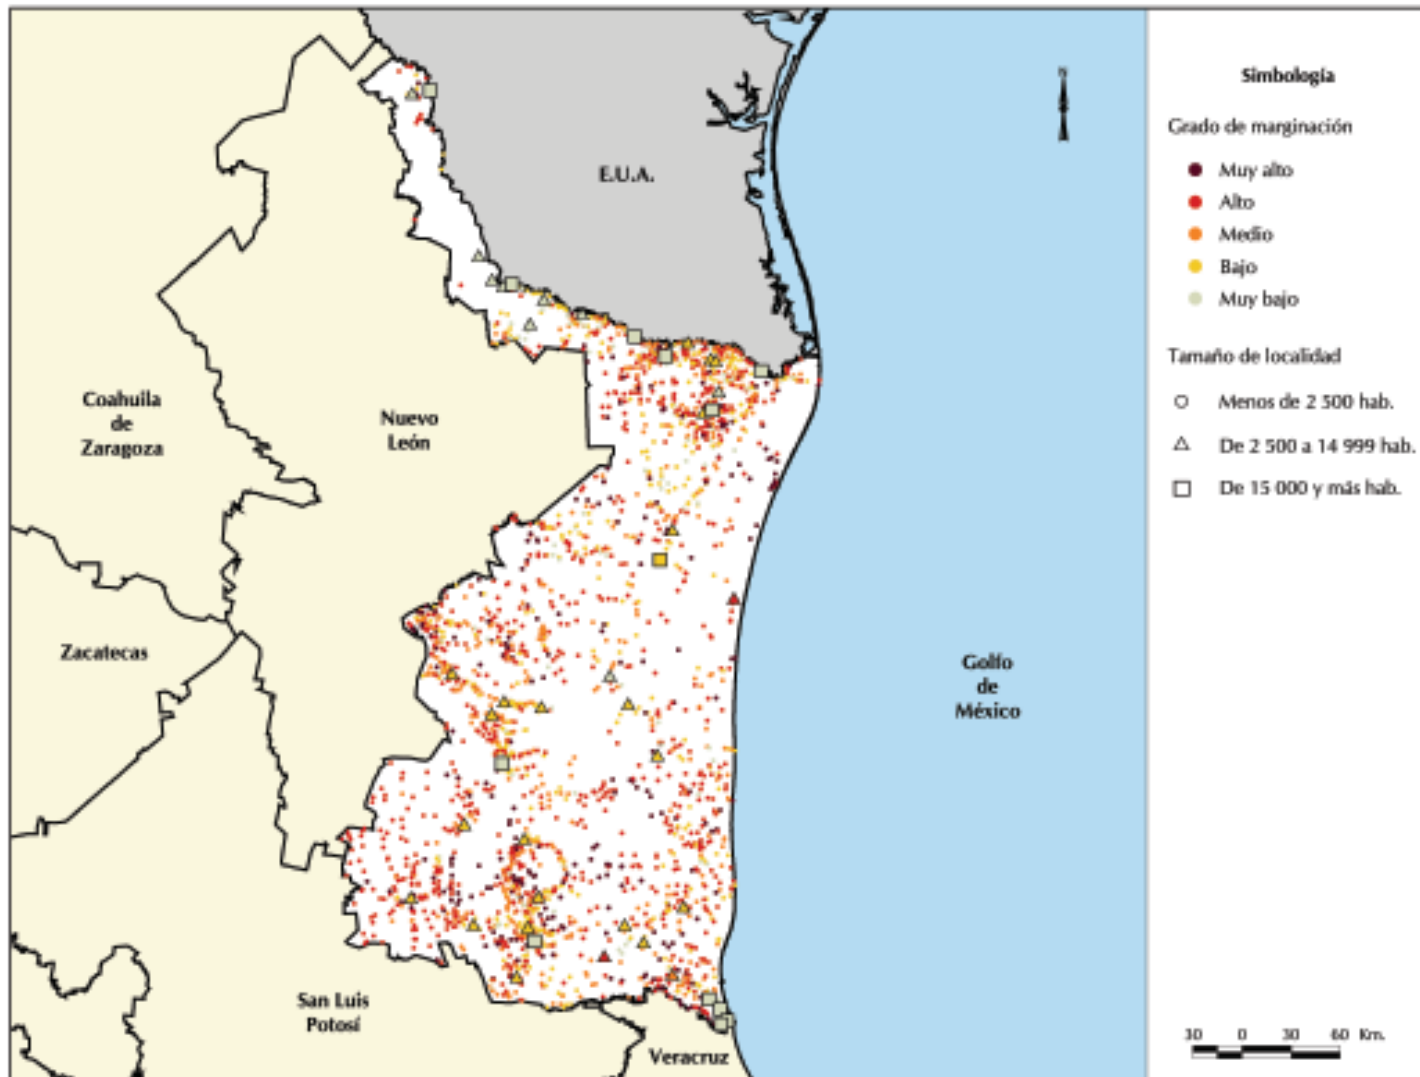 Simbología
Grado de marginación
Muy alto
Alto
Medio
Bajo
Muy bajo
Tamaño de localidad
Menos de 2 500 hab.
De 2 500 a 14 999 hab.
De 15 000 y más hab.
E.U.A.
Coahuila
de
Zaragoza
Nuevo
León
Zacatecas
Golfo
de
México
San Luis
Potosí
Veracruz
30 0 30 60 Km.